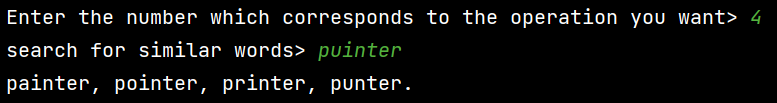 Enter the number which corresponds to the operation you want> 4
search for similar words> puinter
painter, pointer, printer, punter.